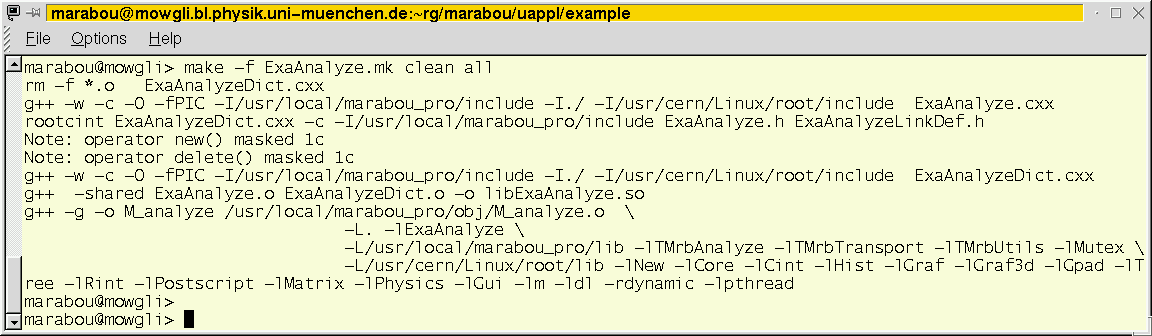 marabou@mowgli.bl.physik.uni-muenchen.de:~rg/marabou/uappl/example
File Options Help
marabou@mowgli> make -f ExaAnalyze.mk clean all
rm -f *.o   ExaAnalyzeDict.cxx
g++ -w -c -O -fPIC -I/usr/local/marabou_pro/include -I./ -I/usr/cern/Linux/root/include  ExaAnalyze.cxx
rootcint ExaAnalyzeDict.cxx -c -I/usr/local/marabou_pro/include ExaAnalyze.h ExaAnalyzeLinkDef.h
Note: operator new() masked 1c
Note: operator delete() masked 1c
g++ -w -c -O -fPIC -I/usr/local/marabou_pro/include -I./ -I/usr/cern/Linux/root/include  ExaAnalyzeDict.cxx
g++  -shared ExaAnalyze.o ExaAnalyzeDict.o -o libExaAnalyze.so
g++ -g -o M_analyze /usr/local/marabou_pro/obj/M_analyze.o  \
-L. -lExaAnalyze \
-L/usr/local/marabou_pro/lib -lTMrbAnalyze -lTMrbTransport -lTMrbUtils -lMutex \
-L/usr/cern/Linux/root/lib -lNew -lCore -lCint -lHist -lGraf -lGraf3d -lGpad -lT
ree -lRint -lPostscript -lMatrix -lPhysics -lGui -lm -ldl -rdynamic -lpthread
marabou@mowgli>
marabou@mowgli>